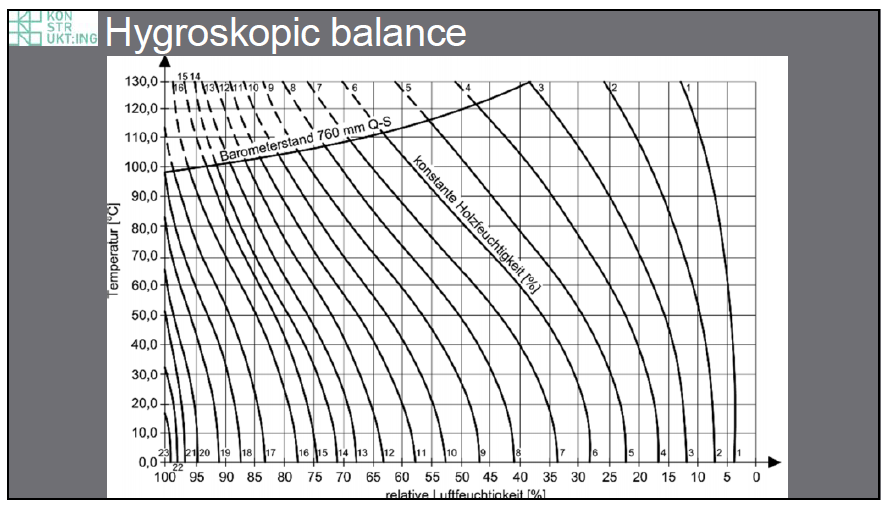 KON
STR
UKT:ING
Hygroskopic balance
15 14
130,0
16 13 12 11 10 9 8 7 6 5 4 3 2 1
120,0
Barometerstand 760 mm Q-S
110,0
100,0
konstante Holzfeuchtigkeit [%]
90,0
80,0
70,0
Temperatur [°C]
60,0
50,0
40,0
30,0
20,0
10,0
23 21 20 19 18 17 16 15 14 13 12 11 10 9 8 7 6 5 4 3 2 1
0,0
22
100 95 90 85 80 75 70 65 60 55 50 45 40 35 30 25 20 15 10 5 0
relative Luftfeuchtigkeit [%]